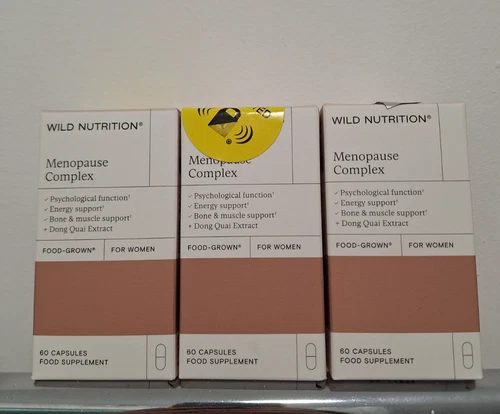 WILD NUTRITION®
Menopause
Complex
✓ Psychological function†
✓ Energy support†
✓ Bone & muscle support†
+ Dong Quai Extract
FOOD-GROWN® FOR WOMEN
60 CAPSULES
FOOD SUPPLEMENT
®
Menopause
Complex
✓ Psychological function†
✓ Energy support†
✓ Bone & muscle support†
+ Dong Quai Extract
FOOD-GROWN® FOR WOMEN
60 CAPSULES
FOOD SUPPLEMENT
WILD NUTRITION®
Menopause
Complex
✓ Psychological function†
✓ Energy support†
✓ Bone & muscle support†
+ Dong Quai Extract
FOOD-GROWN® FOR WOMEN
60 CAPSULES
FOOD SUPPLEMENT